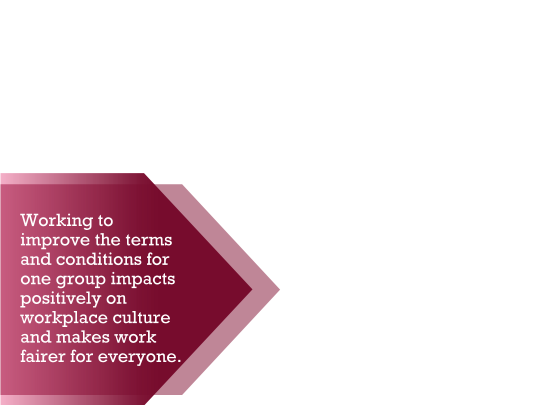 Working to
improve the terms
and conditions for
one group impacts
positively on
workplace culture
and makes work
fairer for everyone.